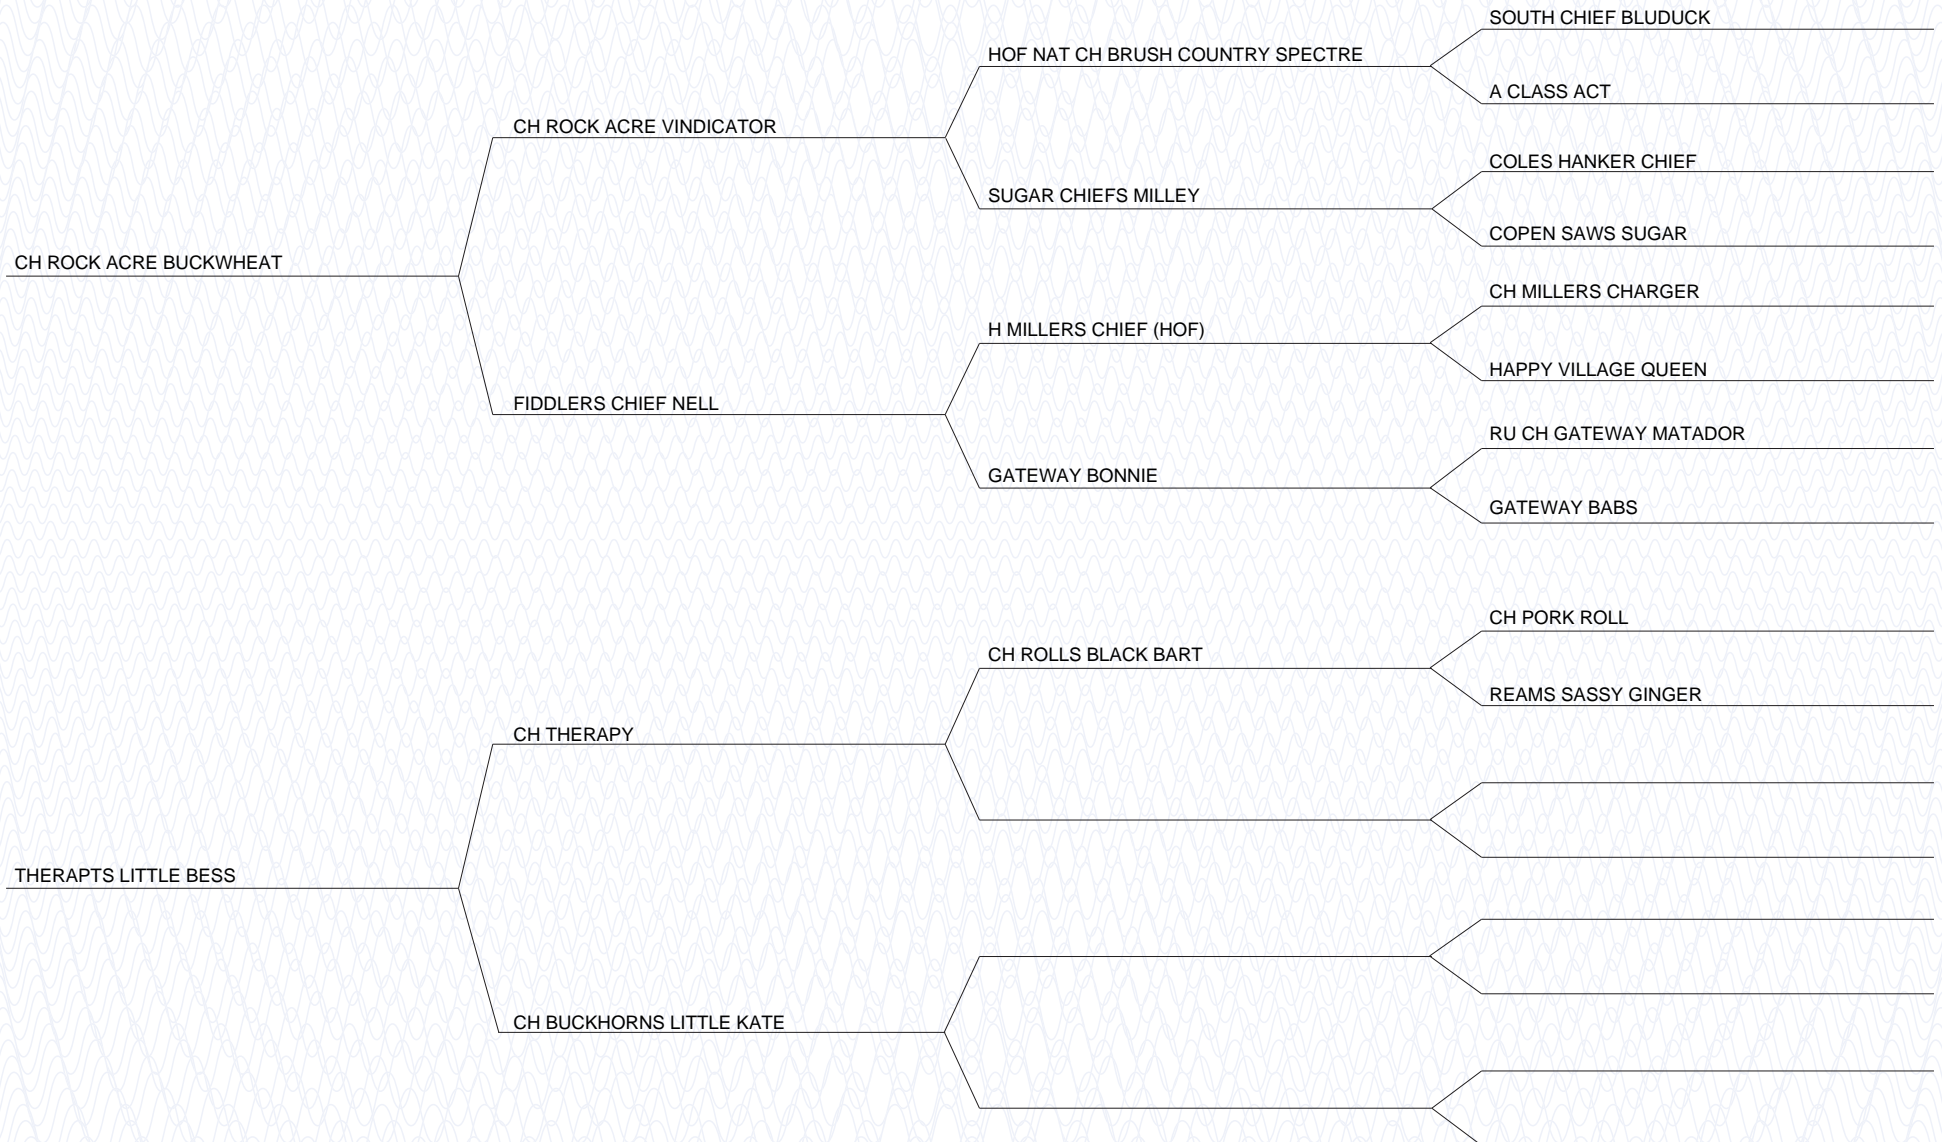 SOUTH CHIEF BLUDUCK
HOF NAT CH BRUSH COUNTRY SPECTRE
A CLASS ACT
CH ROCK ACRE VINDICATOR
COLES HANKER CHIEF
SUGAR CHIEFS MILLEY
COPEN SAWS SUGAR
CH ROCK ACRE BUCKWHEAT
CH MILLERS CHARGER
H MILLERS CHIEF (HOF)
HAPPY VILLAGE QUEEN
FIDDLERS CHIEF NELL
RU CH GATEWAY MATADOR
GATEWAY BONNIE
GATEWAY BABS
CH PORK ROLL
CH ROLLS BLACK BART
REAMS SASSY GINGER
CH THERAPY
THERAPTS LITTLE BESS
CH BUCKHORNS LITTLE KATE